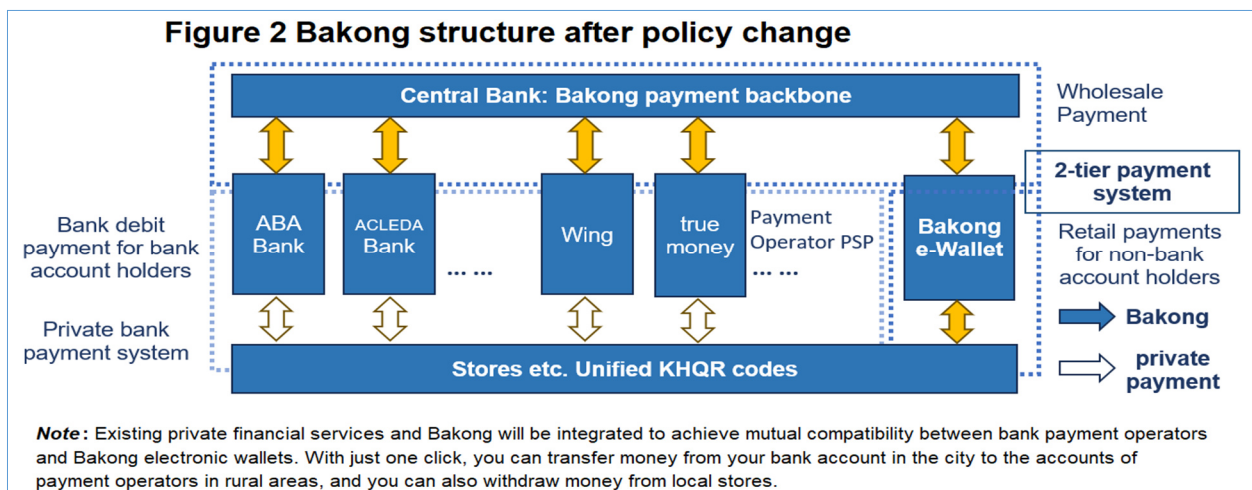 Figure 2 Bakong structure after policy change
Central Bank: Bakong payment backbone
Wholesale
Payment
2-tier payment
system
Bank debit
payment for bank
account holders
ABA
Bank
ACLEDA
Bank
... ...
Wing
true
money
Payment
Operator PSP
... ...
Bakong
e-Wallet
Retail payments
for non-bank
account holders
Private bank
payment system
Bakong
private
payment
Stores etc. Unified KHQR codes
Note: Existing private financial services and Bakong will be integrated to achieve mutual compatibility between bank payment operators
and Bakong electronic wallets. With just one click, you can transfer money from your bank account in the city to the accounts of
payment operators in rural areas, and you can also withdraw money from local stores.